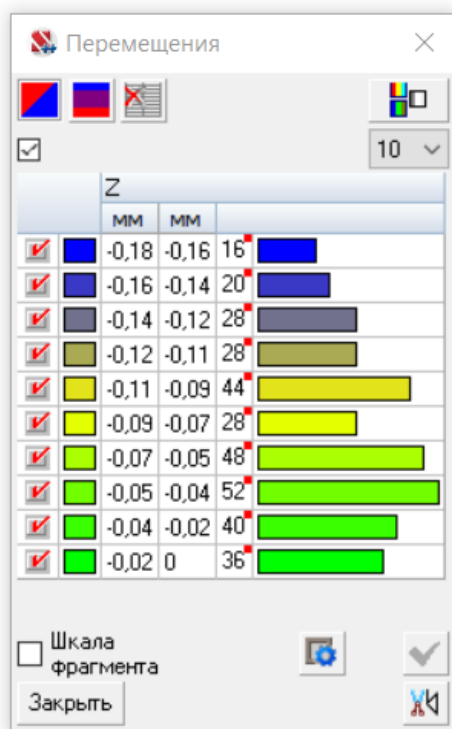 Перемещения
10
Z
мм мм
-0,18 -0,16 16
-0,16 -0,14 20
-0,14 -0,12 28
-0,12 -0,11 28
-0,11 -0,09 44
-0,09 -0,07 28
-0,07 -0,05 48
-0,05 -0,04 52
-0,04 -0,02 40
-0,02 0 36
Шкала
фрагмента
Закрыть